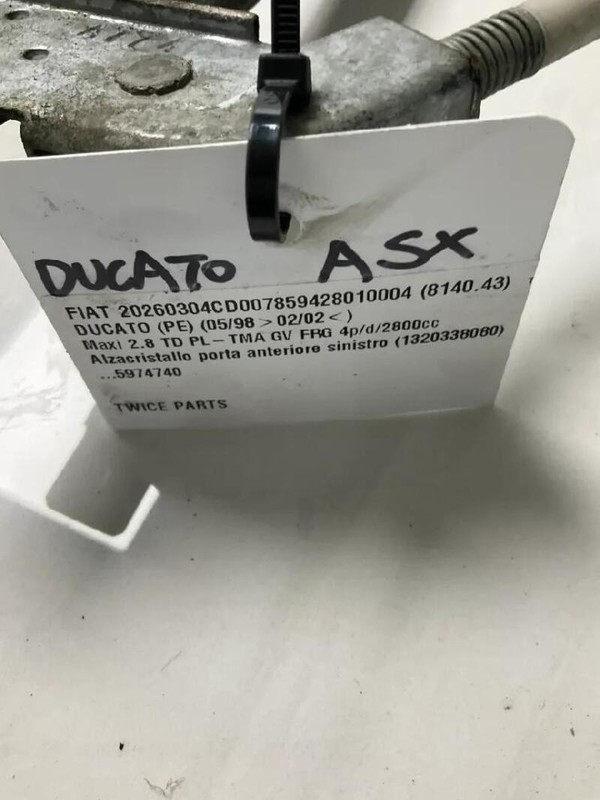 DUCATO ASX
FIAT 20260304CD007859428010004 (8140.43)
DUCATO (PE) (05/98 > 02/02 < )
Maxi 2.8 TD PL-TMA GV FRG 4p/d/2800cc
Alzacristallo porta anteriore sinistro (1320338080)
...5974740
TWICE PARTS